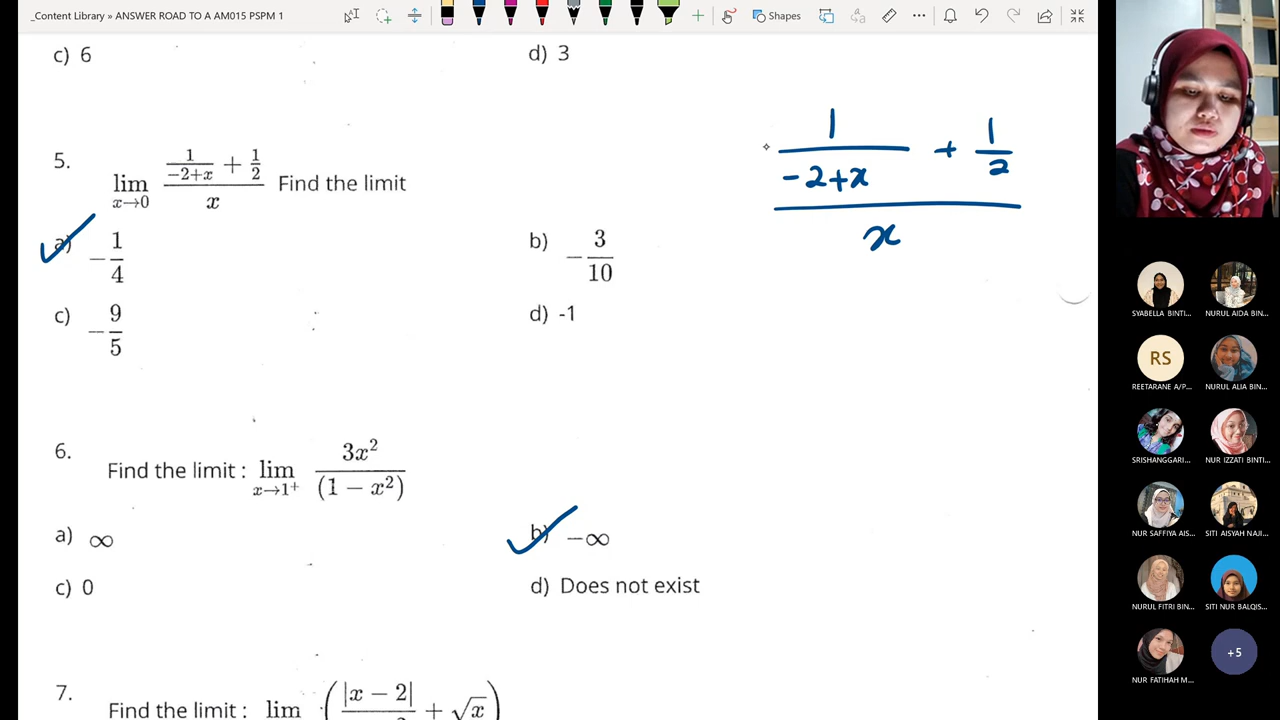 _Content Library » ANSWER ROAD TO A AM015 PSPM 1
Shapes
c) 6
d) 3
5.
lim x→0 (1/(-2+x) + 1/2)/x Find the limit
a) -1/4
b) -3/10
c) -9/5
d) -1
(1/(-2+x) + 1/2)/x
6.
Find the limit : lim x→1⁺ 3x²/(1 − x²)
a) ∞
b) −∞
c) 0
d) Does not exist
7.
Find the limit : lim (|x − 2| + √x)
SYABELLA BINTI...
NURUL AIDA BIN...
RS
REETARANE A/P...
NURUL ALIA BIN...
SRISHANGGARI...
NUR IZZATI BINTI...
NUR SAFFIYA AIS...
SITI AISYAH NAJI...
NURUL FITRI BIN...
SITI NUR BALQIS...
NUR FATIHAH M...
+5